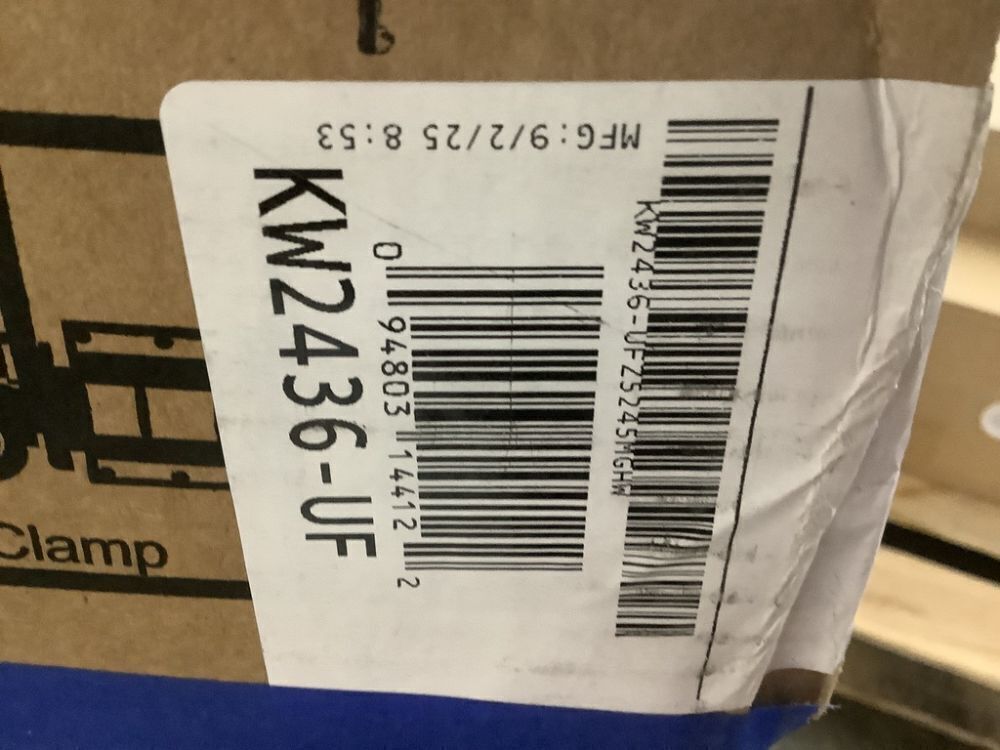 MFG:9/2/25 8:53
KW2436-UF
0 94803 14412 2
KW2436-UF25245MGHW
Clamp